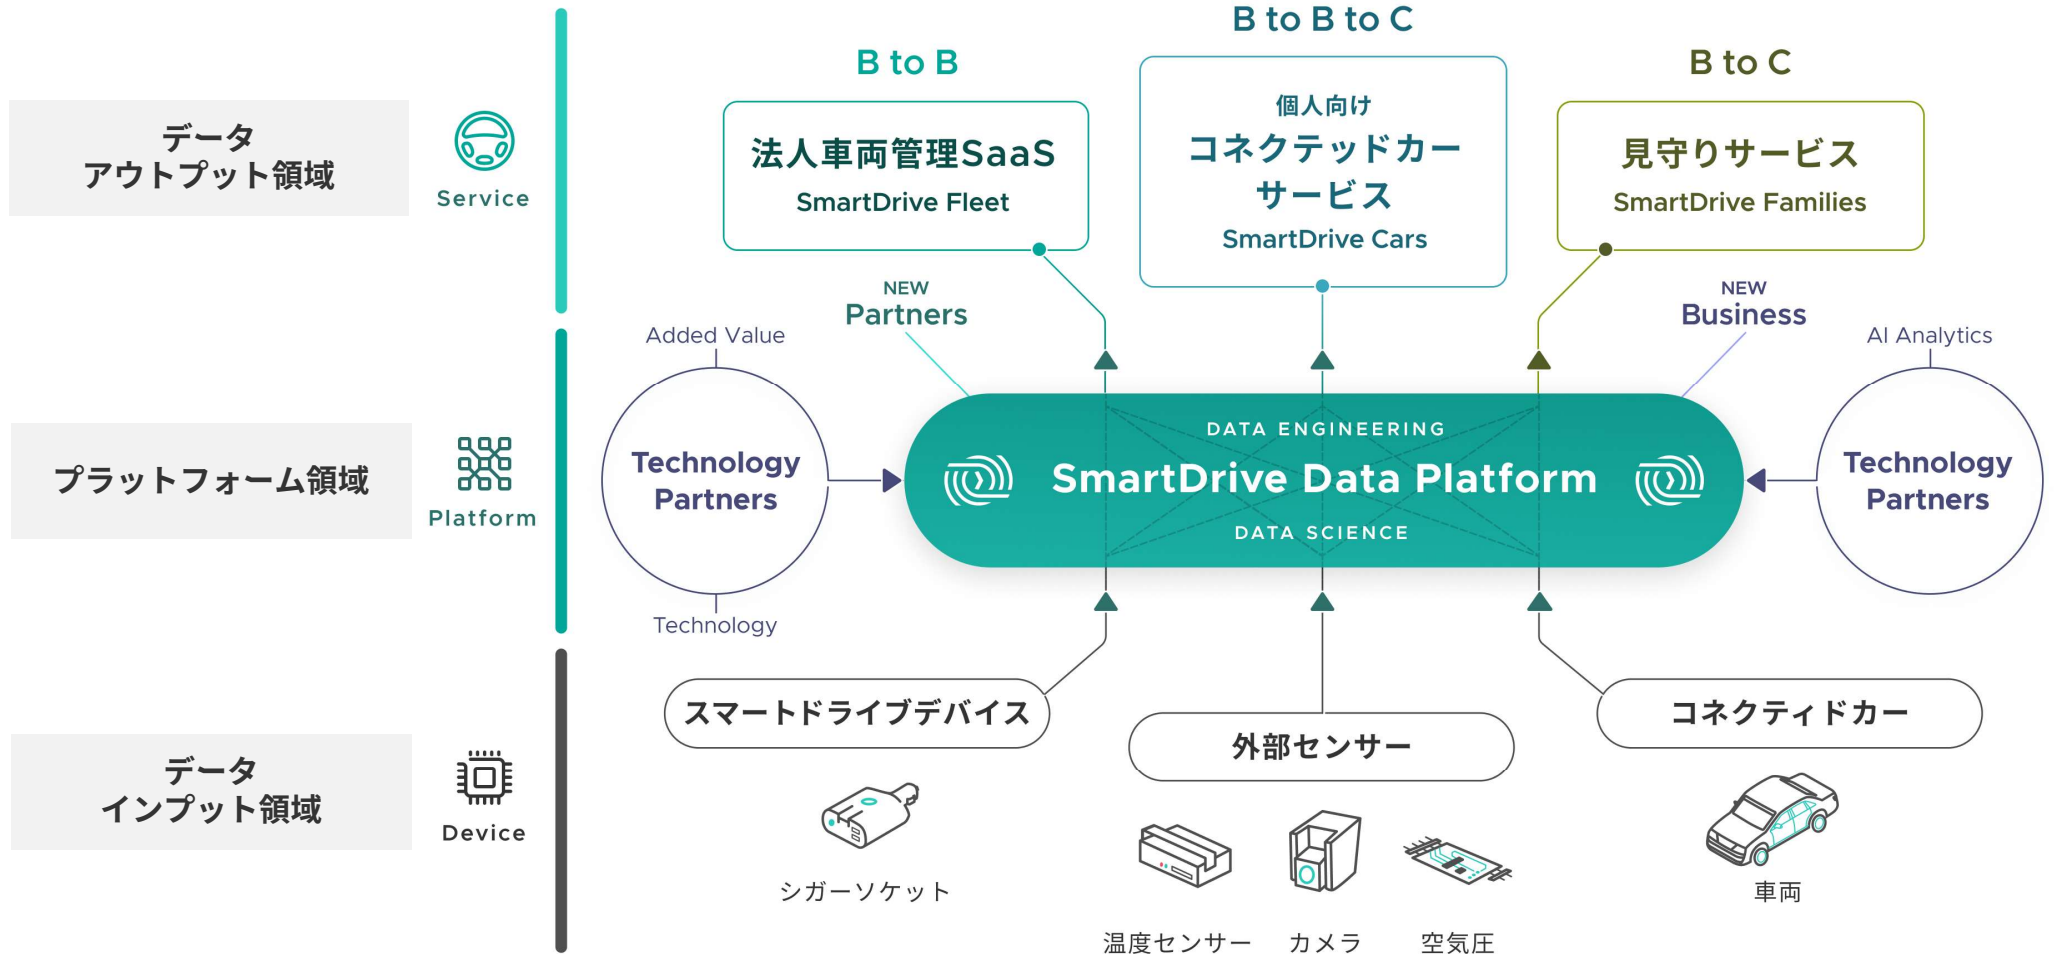 データ
アウトプット領域
Service
B to B
法人車両管理SaaS
SmartDrive Fleet
B to B to C
個人向け
コネクテッドカー
サービス
SmartDrive Cars
B to C
見守りサービス
SmartDrive Families
NEW
Partners
NEW
Business
プラットフォーム領域
Platform
Added Value
Technology
Partners
Technology
DATA ENGINEERING
SmartDrive Data Platform
DATA SCIENCE
AI Analytics
Technology
Partners
データ
インプット領域
Device
スマートドライブデバイス
シガーソケット
外部センサー
温度センサー
カメラ
空気圧
コネクティドカー
車両